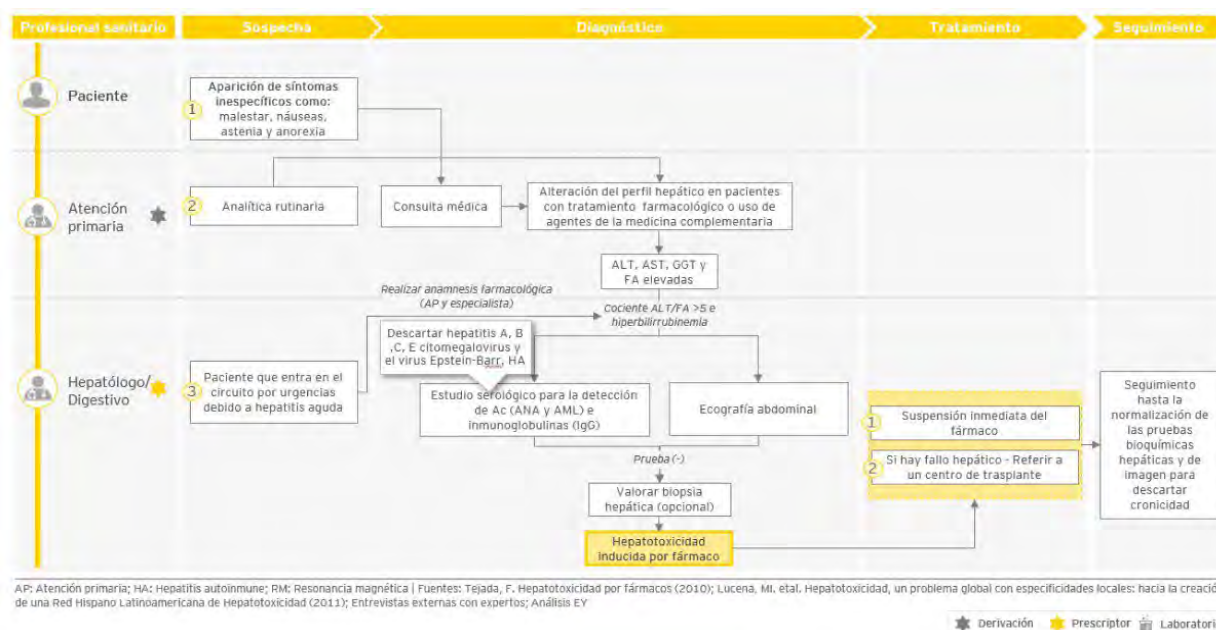 Profesional sanitario
Sospecha
Diagnóstico
Tratamiento
Seguimiento
Paciente
1
Aparición de síntomas
inespecíficos como:
malestar, náuseas,
astenia y anorexia
Atención
primaria
2
Analítica rutinaria
Consulta médica
Alteración del perfil hepático en pacientes
con tratamiento farmacológico o uso de
agentes de la medicina complementaria
ALT, AST, GGT y
FA elevadas
Realizar anamnesis farmacológica
(AP y especialista)
Cociente ALT/FA >5 e
hiperbilirrubinemia
Descartar hepatitis A, B
,C, E citomegalovirus y
el virus Epstein-Barr, HA
Hepatólogo/
Digestivo
3
Paciente que entra en el
circuito por urgencias
debido a hepatitis aguda
Estudio serológico para la detección
de Ac (ANA y AML) e
inmunoglobulinas (IgG)
Ecografía abdominal
Prueba (-)
Valorar biopsia
hepática (opcional)
Hepatotoxicidad
inducida por fármaco
1
Suspensión inmediata del
fármaco
2
Si hay fallo hepático - Referir a
un centro de trasplante
Seguimiento
hasta la
normalización de
las pruebas
bioquímicas
hepáticas y de
imagen para
descartar
cronicidad
AP: Atención primaria; HA: Hepatitis autoinmune; RM: Resonancia magnética | Fuentes: Tejada, F. Hepatotoxicidad por fármacos (2010); Lucena, MI. etal. Hepatotoxicidad, un problema global con especificidades locales: hacia la creació
de una Red Hispano Latinoamericana de Hepatotoxicidad (2011); Entrevistas externas con expertos; Análisis EY
Derivación
Prescriptor
Laboratori